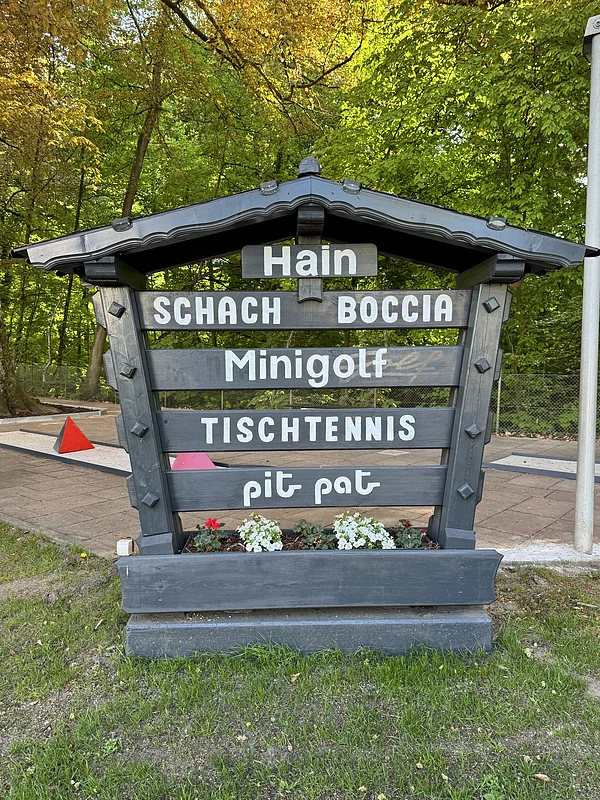 Hain
SCHACH BOCCIA
Minigolf
TISCHTENNIS
pit pat